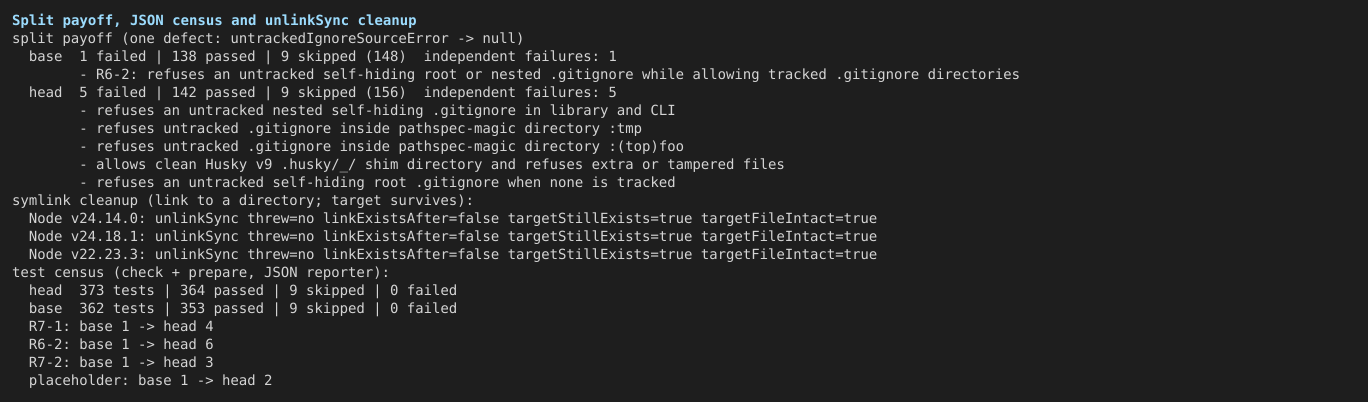 Split payoff, JSON census and unlinkSync cleanup
split payoff (one defect: untrackedIgnoreSourceError -> null)
  base  1 failed | 138 passed | 9 skipped (148)  independent failures: 1
        - R6-2: refuses an untracked self-hiding root or nested .gitignore while allowing tracked .gitignore directories
  head  5 failed | 142 passed | 9 skipped (156)  independent failures: 5
        - refuses an untracked nested self-hiding .gitignore in library and CLI
        - refuses untracked .gitignore inside pathspec-magic directory :tmp
        - refuses untracked .gitignore inside pathspec-magic directory :(top)foo
        - allows clean Husky v9 .husky/_/ shim directory and refuses extra or tampered files
        - refuses an untracked self-hiding root .gitignore when none is tracked
symlink cleanup (link to a directory; target survives):
  Node v24.14.0: unlinkSync threw=no linkExistsAfter=false targetStillExists=true targetFileIntact=true
  Node v24.18.1: unlinkSync threw=no linkExistsAfter=false targetStillExists=true targetFileIntact=true
  Node v22.23.3: unlinkSync threw=no linkExistsAfter=false targetStillExists=true targetFileIntact=true
test census (check + prepare, JSON reporter):
  head  373 tests | 364 passed | 9 skipped | 0 failed
  base  362 tests | 353 passed | 9 skipped | 0 failed
  R7-1: base 1 -> head 4
  R6-2: base 1 -> head 6
  R7-2: base 1 -> head 3
  placeholder: base 1 -> head 2